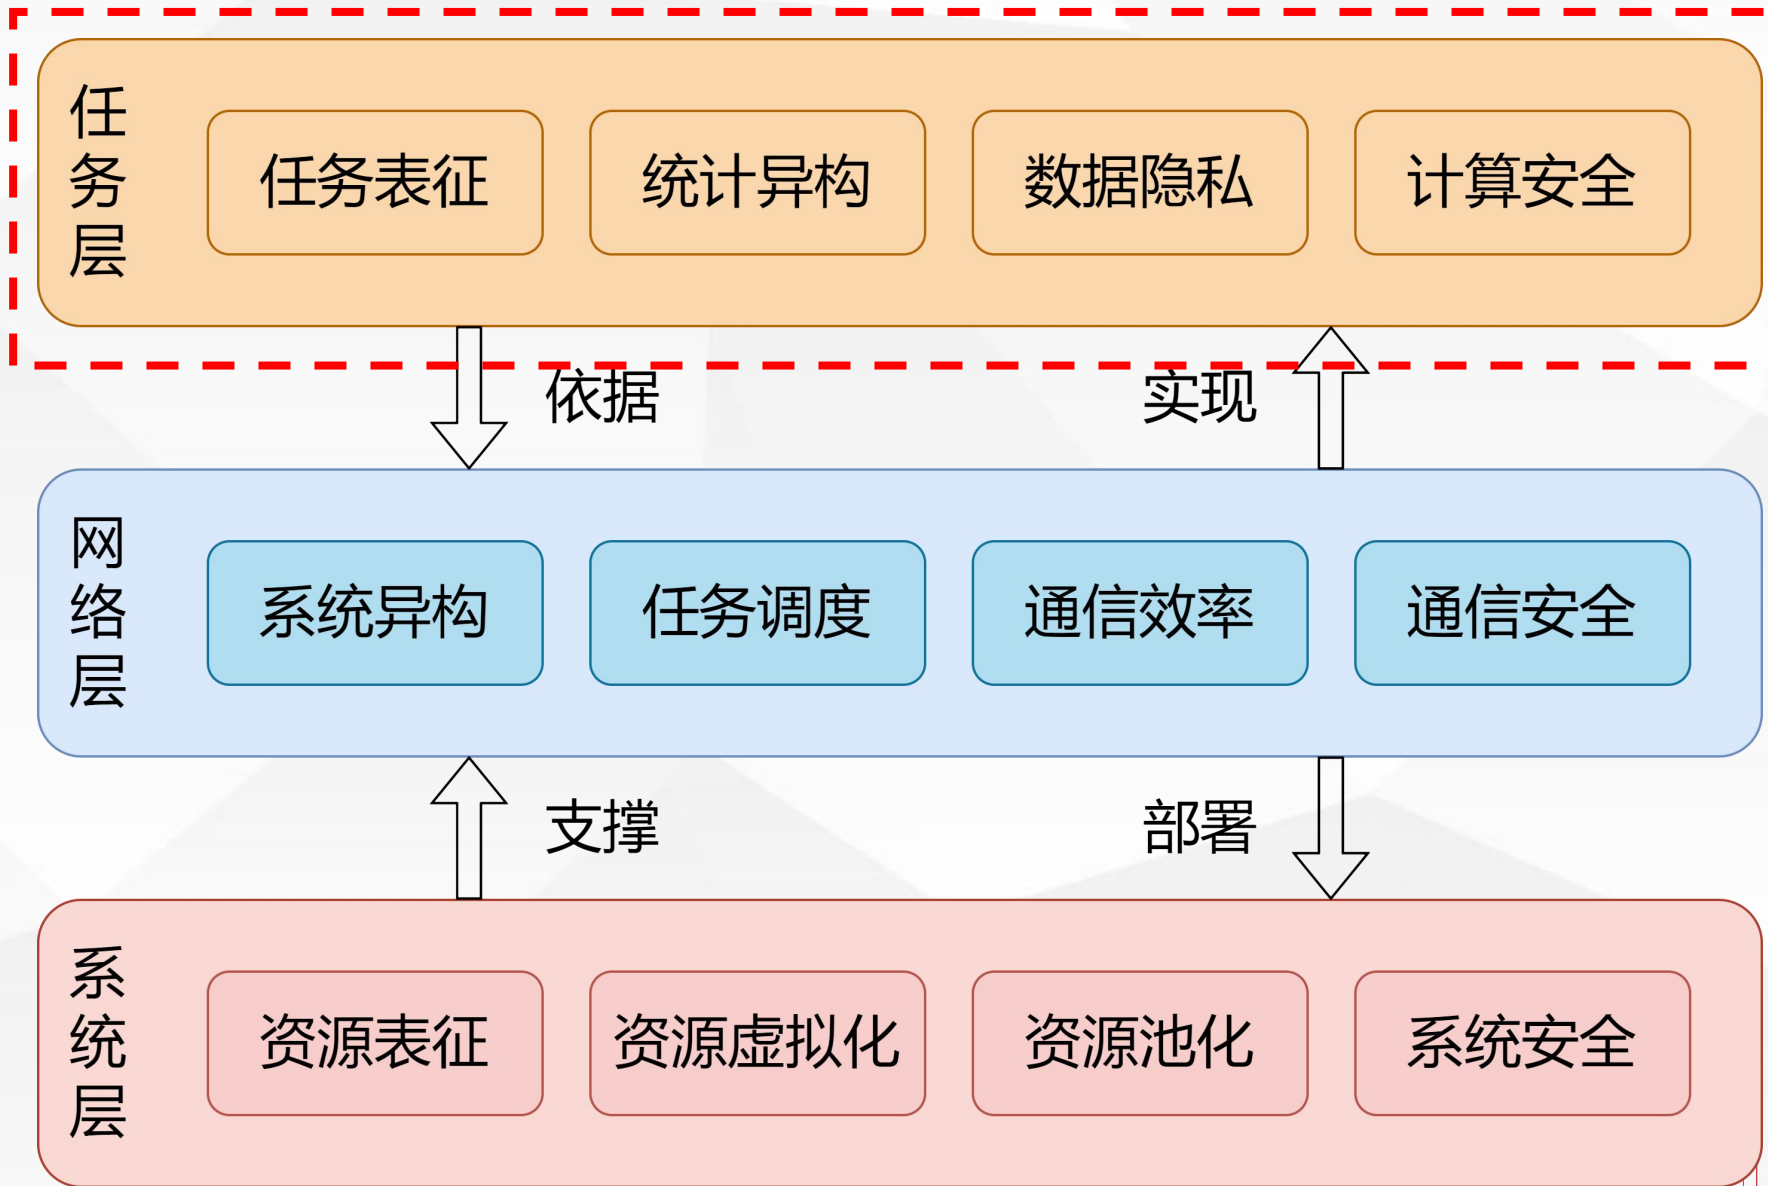 任务层
任务表征
统计异构
数据隐私
计算安全
依据
实现
网络层
系统异构
任务调度
通信效率
通信安全
支撑
部署
系统层
资源表征
资源虚拟化
资源池化
系统安全